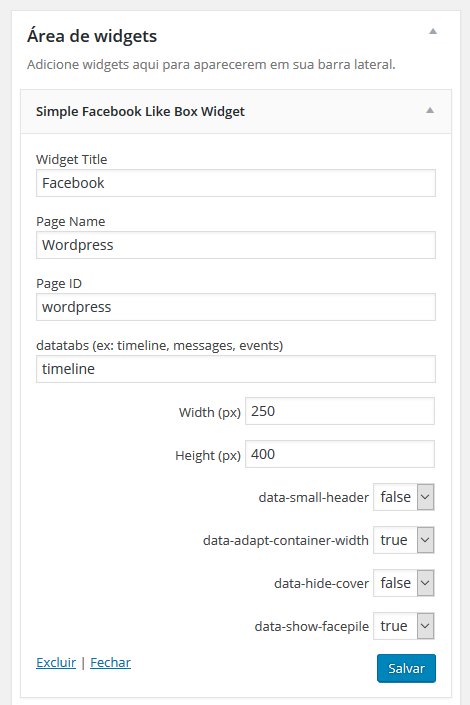 Área de widgets
Adicione widgets aqui para aparecerem em sua barra lateral.
Simple Facebook Like Box Widget
Widget Title
Facebook
Page Name
Wordpress
Page ID
wordpress
datatabs (ex: timeline, messages, events)
timeline
Width (px) 250
Height (px) 400
data-small-header false
data-adapt-container-width true
data-hide-cover false
data-show-facepile true
Excluir | Fechar Salvar